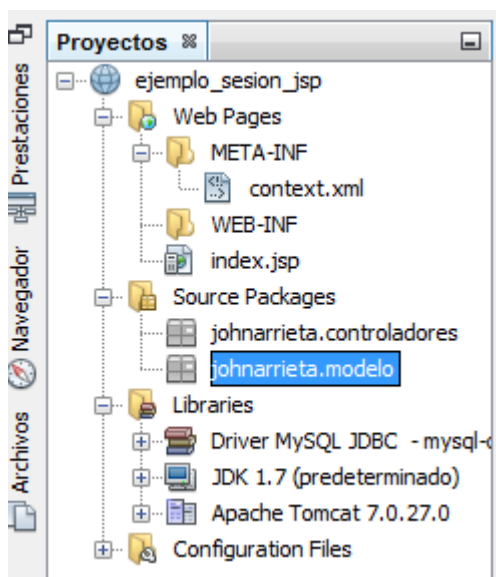 Proyectos
ejemplo_sesion_jsp
Web Pages
META-INF
context.xml
WEB-INF
index.jsp
Source Packages
johnarrieta.controladores
johnarrieta.modelo
Libraries
Driver MySQL JDBC - mysql-c
JDK 1.7 (predeterminado)
Apache Tomcat 7.0.27.0
Configuration Files
Prestaciones
Navegador
Archivos